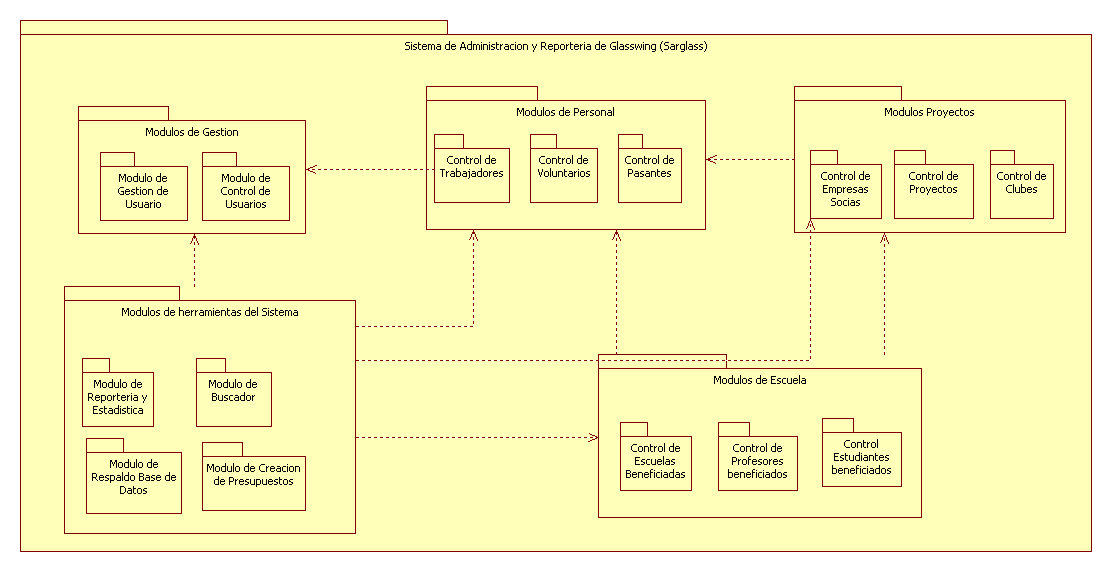 Sistema de Administracion y Reporteria de Glasswing (Sarglass)
Modulos de Gestion
Modulo de
Gestion de
Usuario
Modulo de
Control de
Usuarios
Modulos de Personal
Control de
Trabajadores
Control de
Voluntarios
Control de
Pasantes
Modulos Proyectos
Control de
Empresas
Socias
Control de
Proyectos
Control de
Clubes
Modulos de herramientas del Sistema
Modulo de
Reporteria y
Estadistica
Modulo de
Buscador
Modulo de
Respaldo Base de
Datos
Modulo de Creacion
de Presupuestos
Modulos de Escuela
Control de
Escuelas
Beneficiadas
Control de
Profesores
beneficiados
Control
Estudiantes
beneficiados